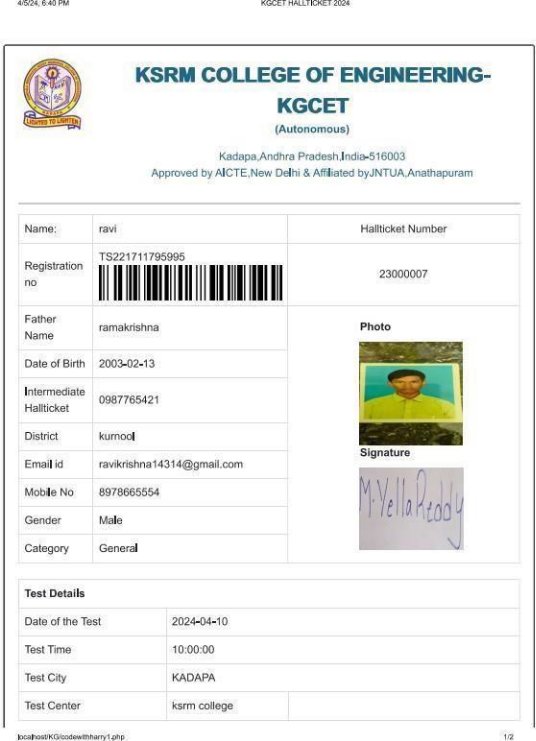 4/5/24, 6:40 PM KGCET HALLTICKET 2024
LIGHTED TO LIGHTEN
KSRM COLLEGE OF ENGINEERING-
KGCET
(Autonomous)
Kadapa,Andhra Pradesh,India-516003
Approved by AICTE,New Delhi & Affiliated byJNTUA,Anathapuram
Name: ravi Hallticket Number
Registration no TS221711795995 23000007
Father Name ramakrishna Photo
Date of Birth 2003-02-13
Intermediate Hallticket 0987765421
District kurnool
Signature
Email id ravikrishna14314@gmail.com
M.YellaReddy
Mobile No 8978665554
Gender Male
Category General
Test Details
Date of the Test 2024-04-10
Test Time 10:00:00
Test City KADAPA
Test Center ksrm college
localhost/KG/codewithharry1.php 1/2